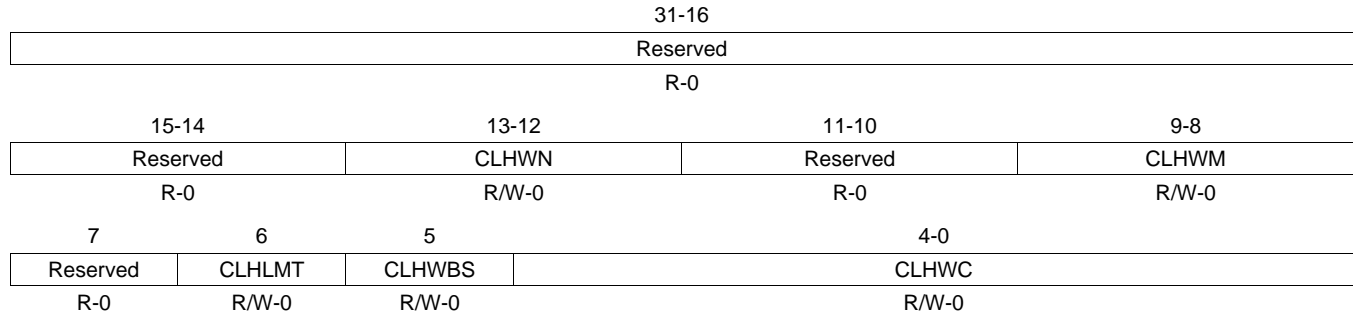 31-16
Reserved
R-0
15-14 13-12 11-10 9-8
Reserved CLHWN Reserved CLHWM
R-0 R/W-0 R-0 R/W-0
7 6 5 4-0
Reserved CLHLMT CLHWBS CLHWC
R-0 R/W-0 R/W-0 R/W-0